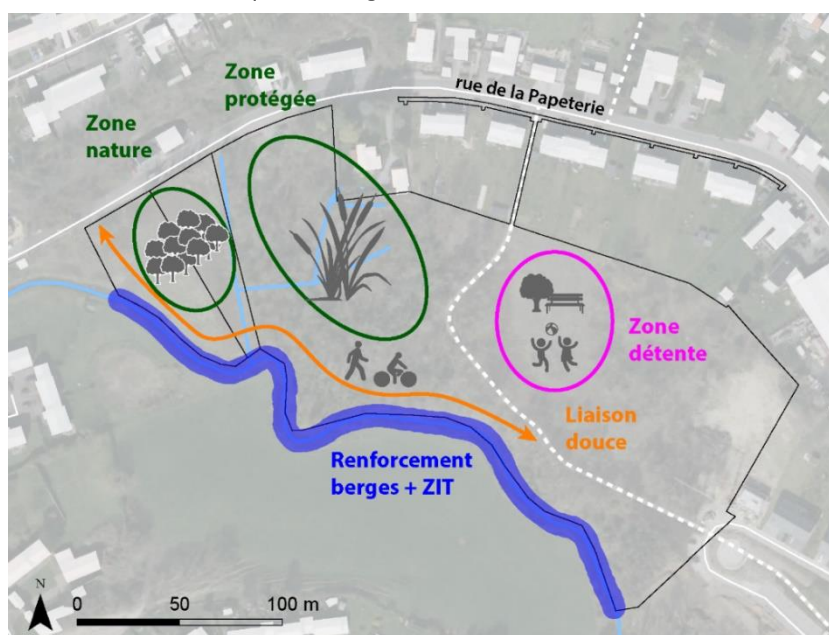 Zone
protégée
rue de la Papeterie
Zone
nature
Zone
détente
Liaison
douce
Renforcement
berges + ZIT
N
0 50 100 m